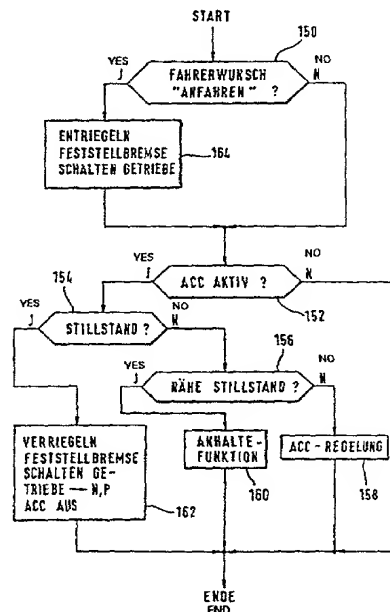 START
150
YES
J
FAHRERWUNSCH
"ANFAHREN" ?
NO
N
ENTRIEGELN
FESTSTELLBREMSE
SCHALTEN GETRIEBE
164
YES
J
ACC AKTIV ?
NO
N
152
154
YES
J
STILLSTAND ?
NO
N
156
YES
J
NÄHE STILLSTAND ?
NO
N
VERRIEGELN
FESTSTELLBREMSE
SCHALTEN GE-
TRIEBE — N,P
ACC AUS
162
ANHALTE-
FUNKTION
160
ACC-REGELUNG
158
ENDE
END